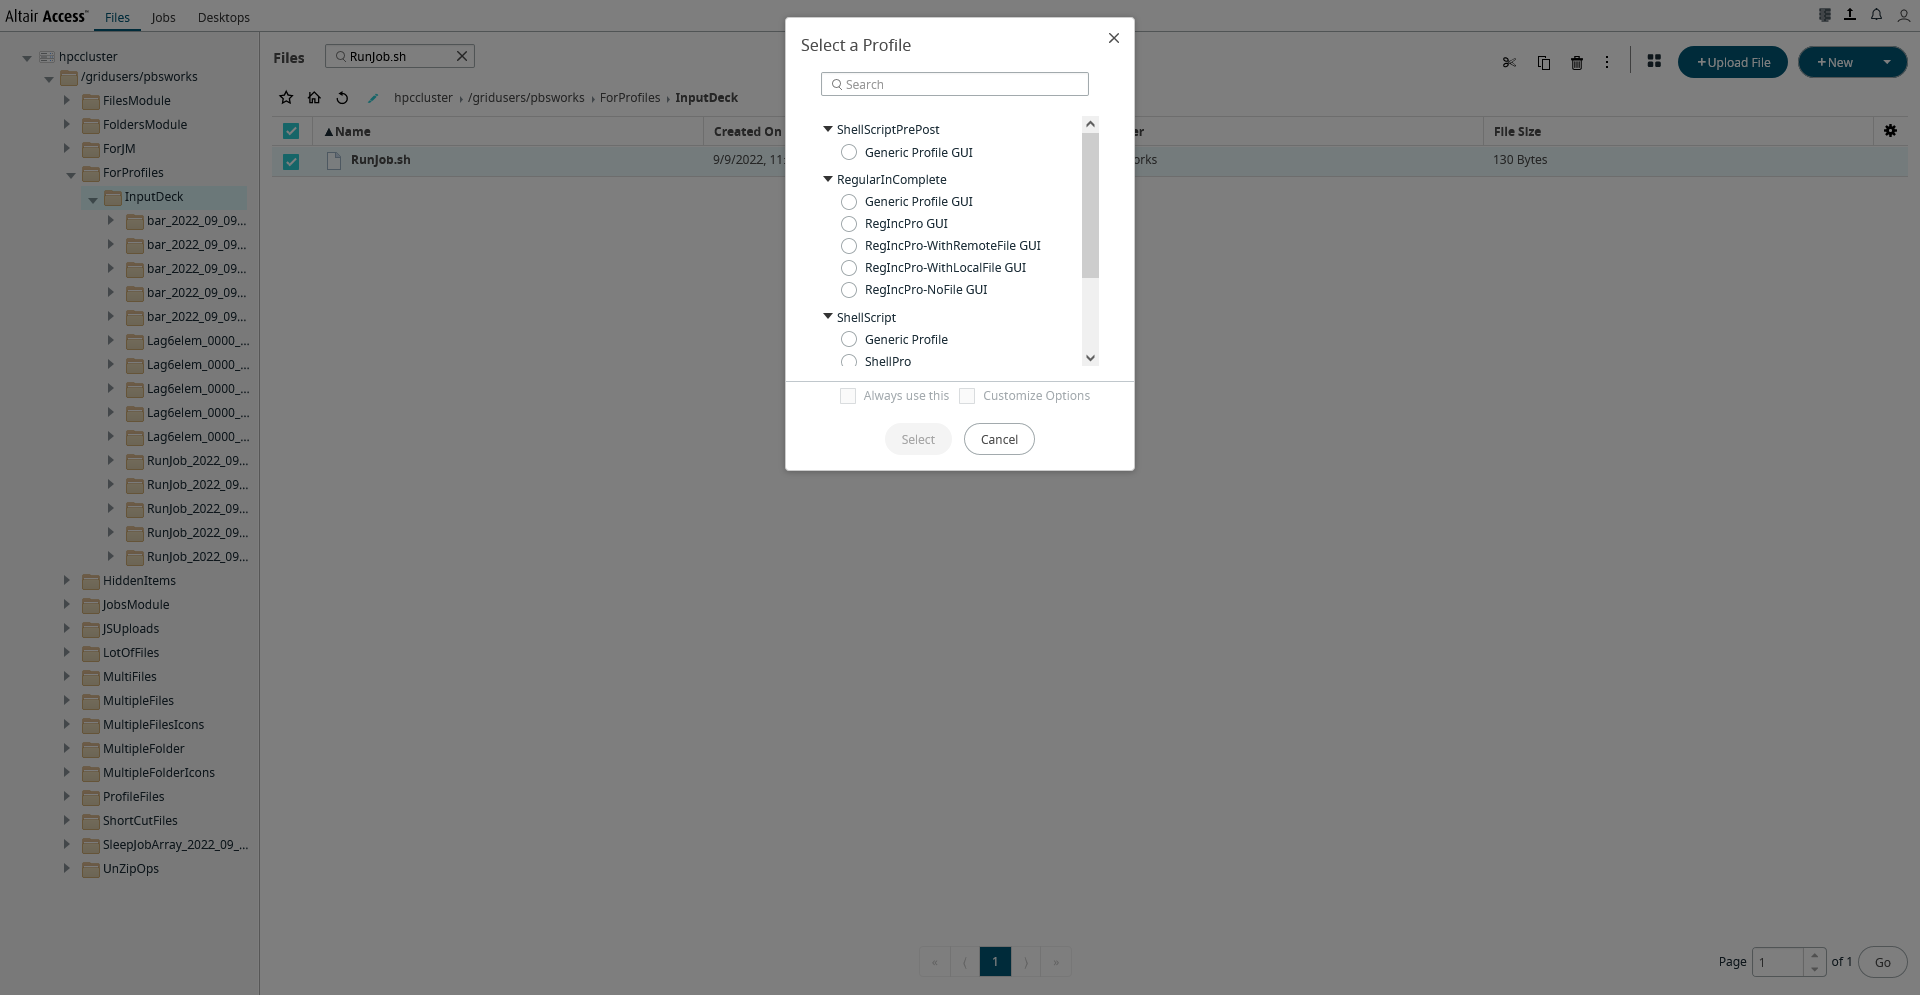 Altair Access™ Files Jobs Desktops
hpccluster
/gridusers/pbsworks
FilesModule
FoldersModule
ForJM
ForProfiles
InputDeck
bar_2022_09_09...
bar_2022_09_09...
bar_2022_09_09...
bar_2022_09_09...
bar_2022_09_09...
Lag6elem_0000_...
Lag6elem_0000_...
Lag6elem_0000_...
Lag6elem_0000_...
Lag6elem_0000_...
RunJob_2022_09...
RunJob_2022_09...
RunJob_2022_09...
RunJob_2022_09...
RunJob_2022_09...
HiddenItems
JobsModule
JSUploads
LotOfFiles
MultiFiles
MultipleFiles
MultipleFilesIcons
MultipleFolder
MultipleFolderIcons
ProfileFiles
ShortCutFiles
SleepJobArray_2022_09_...
UnZipOps
Files RunJob.sh
+Upload File +New
hpccluster › /gridusers/pbsworks › ForProfiles › InputDeck
Name Created On er File Size
RunJob.sh 9/9/2022, 11: orks 130 Bytes
Select a Profile
Search
ShellScriptPrePost
Generic Profile GUI
RegularInComplete
Generic Profile GUI
RegIncPro GUI
RegIncPro-WithRemoteFile GUI
RegIncPro-WithLocalFile GUI
RegIncPro-NoFile GUI
ShellScript
Generic Profile
ShellPro
Always use this Customize Options
Select Cancel
« ⟨ 1 ⟩ » Page 1 of 1 Go